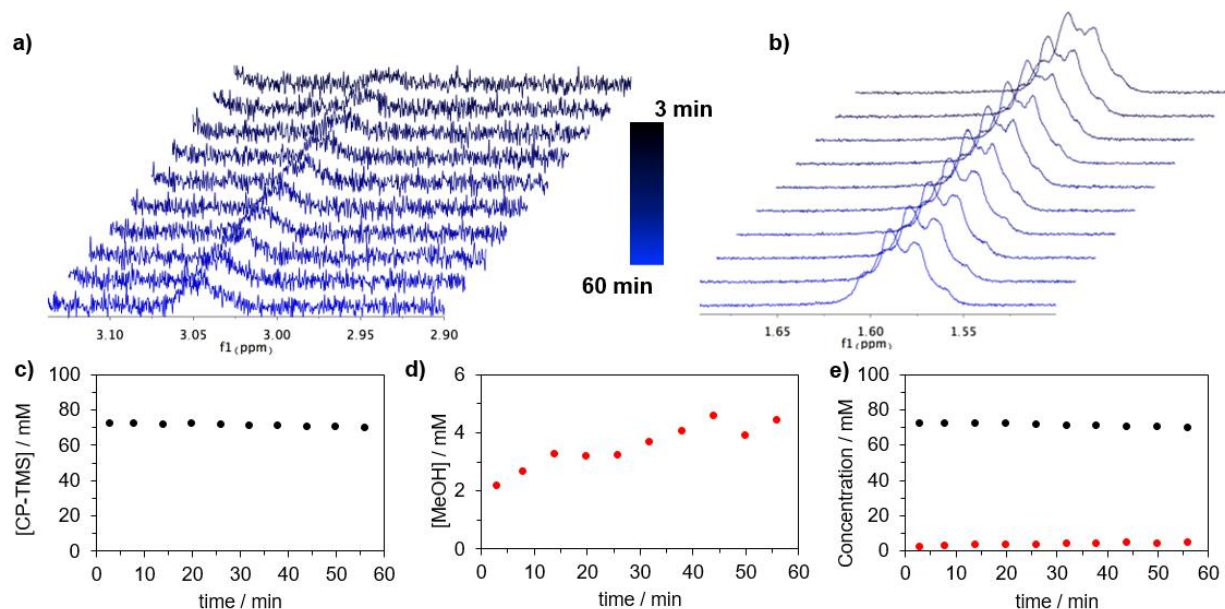 a)
b)
3 min
60 min
3.10 3.05 3.00 2.95 2.90
f1 (ppm)
1.65 1.60 1.55
f1 (ppm)
c)
d)
e)
[CP-TMS] / mM
100
80
60
40
20
0
0 10 20 30 40 50 60
time / min
[MeOH] / mM
6
4
2
0
0 10 20 30 40 50 60
time / min
Concentration / mM
100
80
60
40
20
0
0 10 20 30 40 50 60
time / min